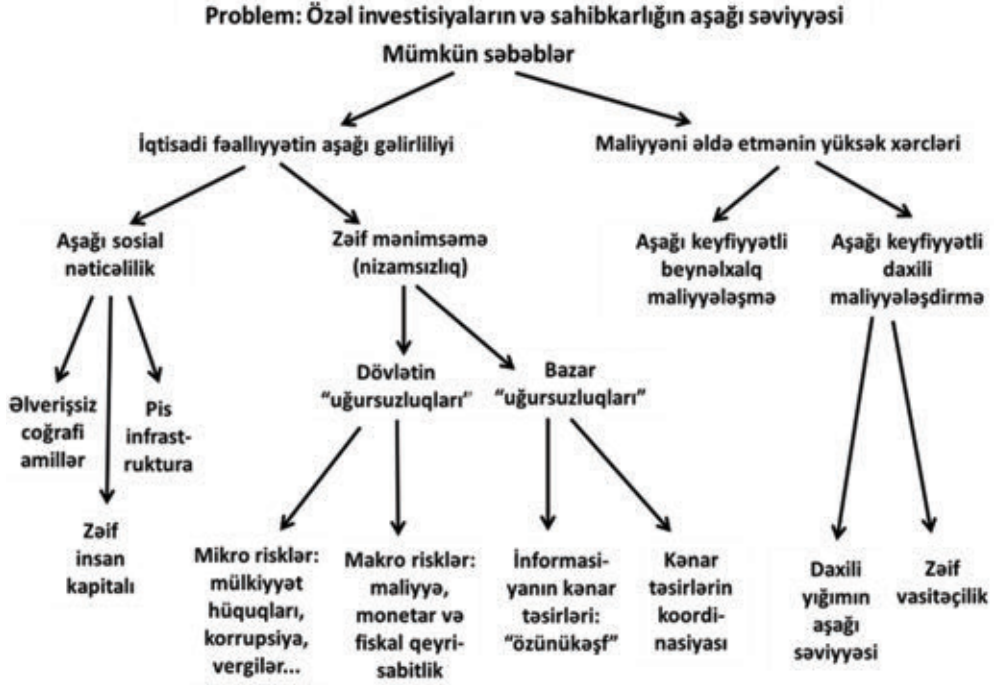 Problem: Özəl investisiyaların və sahibkarlığın aşağı səviyyəsi
Mümkün səbəblər
İqtisadi fəallıyyətin aşağı gəlirliliyi
Maliyyəni əldə etmənin yüksək xərcləri
Aşağı sosial
nəticəlilik
Zəif mənimsəmə
(nizamsızlıq)
Aşağı keyfiyyətli
beynəlxalq
maliyyələşmə
Aşağı keyfiyyətli
daxili
maliyyələşdirmə
Əlverişsiz
coğrafi
amillər
Zəif
insan
kapitalı
Pis
infrast-
ruktura
Dövlətin
"uğursuzluqları"
Bazar
"uğursuzluqları"
Mikro risklər:
mülkiyyət
hüquqları,
korrupsiya,
vergilər...
Makro risklər:
maliyyə,
monetar və
fiskal qeyri-
sabitlik
İnformasi-
yanın kənar
təsirləri:
"özünükəşf"
Kənar
təsirlərin
koordi-
nasiyası
Daxili
yığımın
aşağı
səviyyəsi
Zəif
vasitəçilik